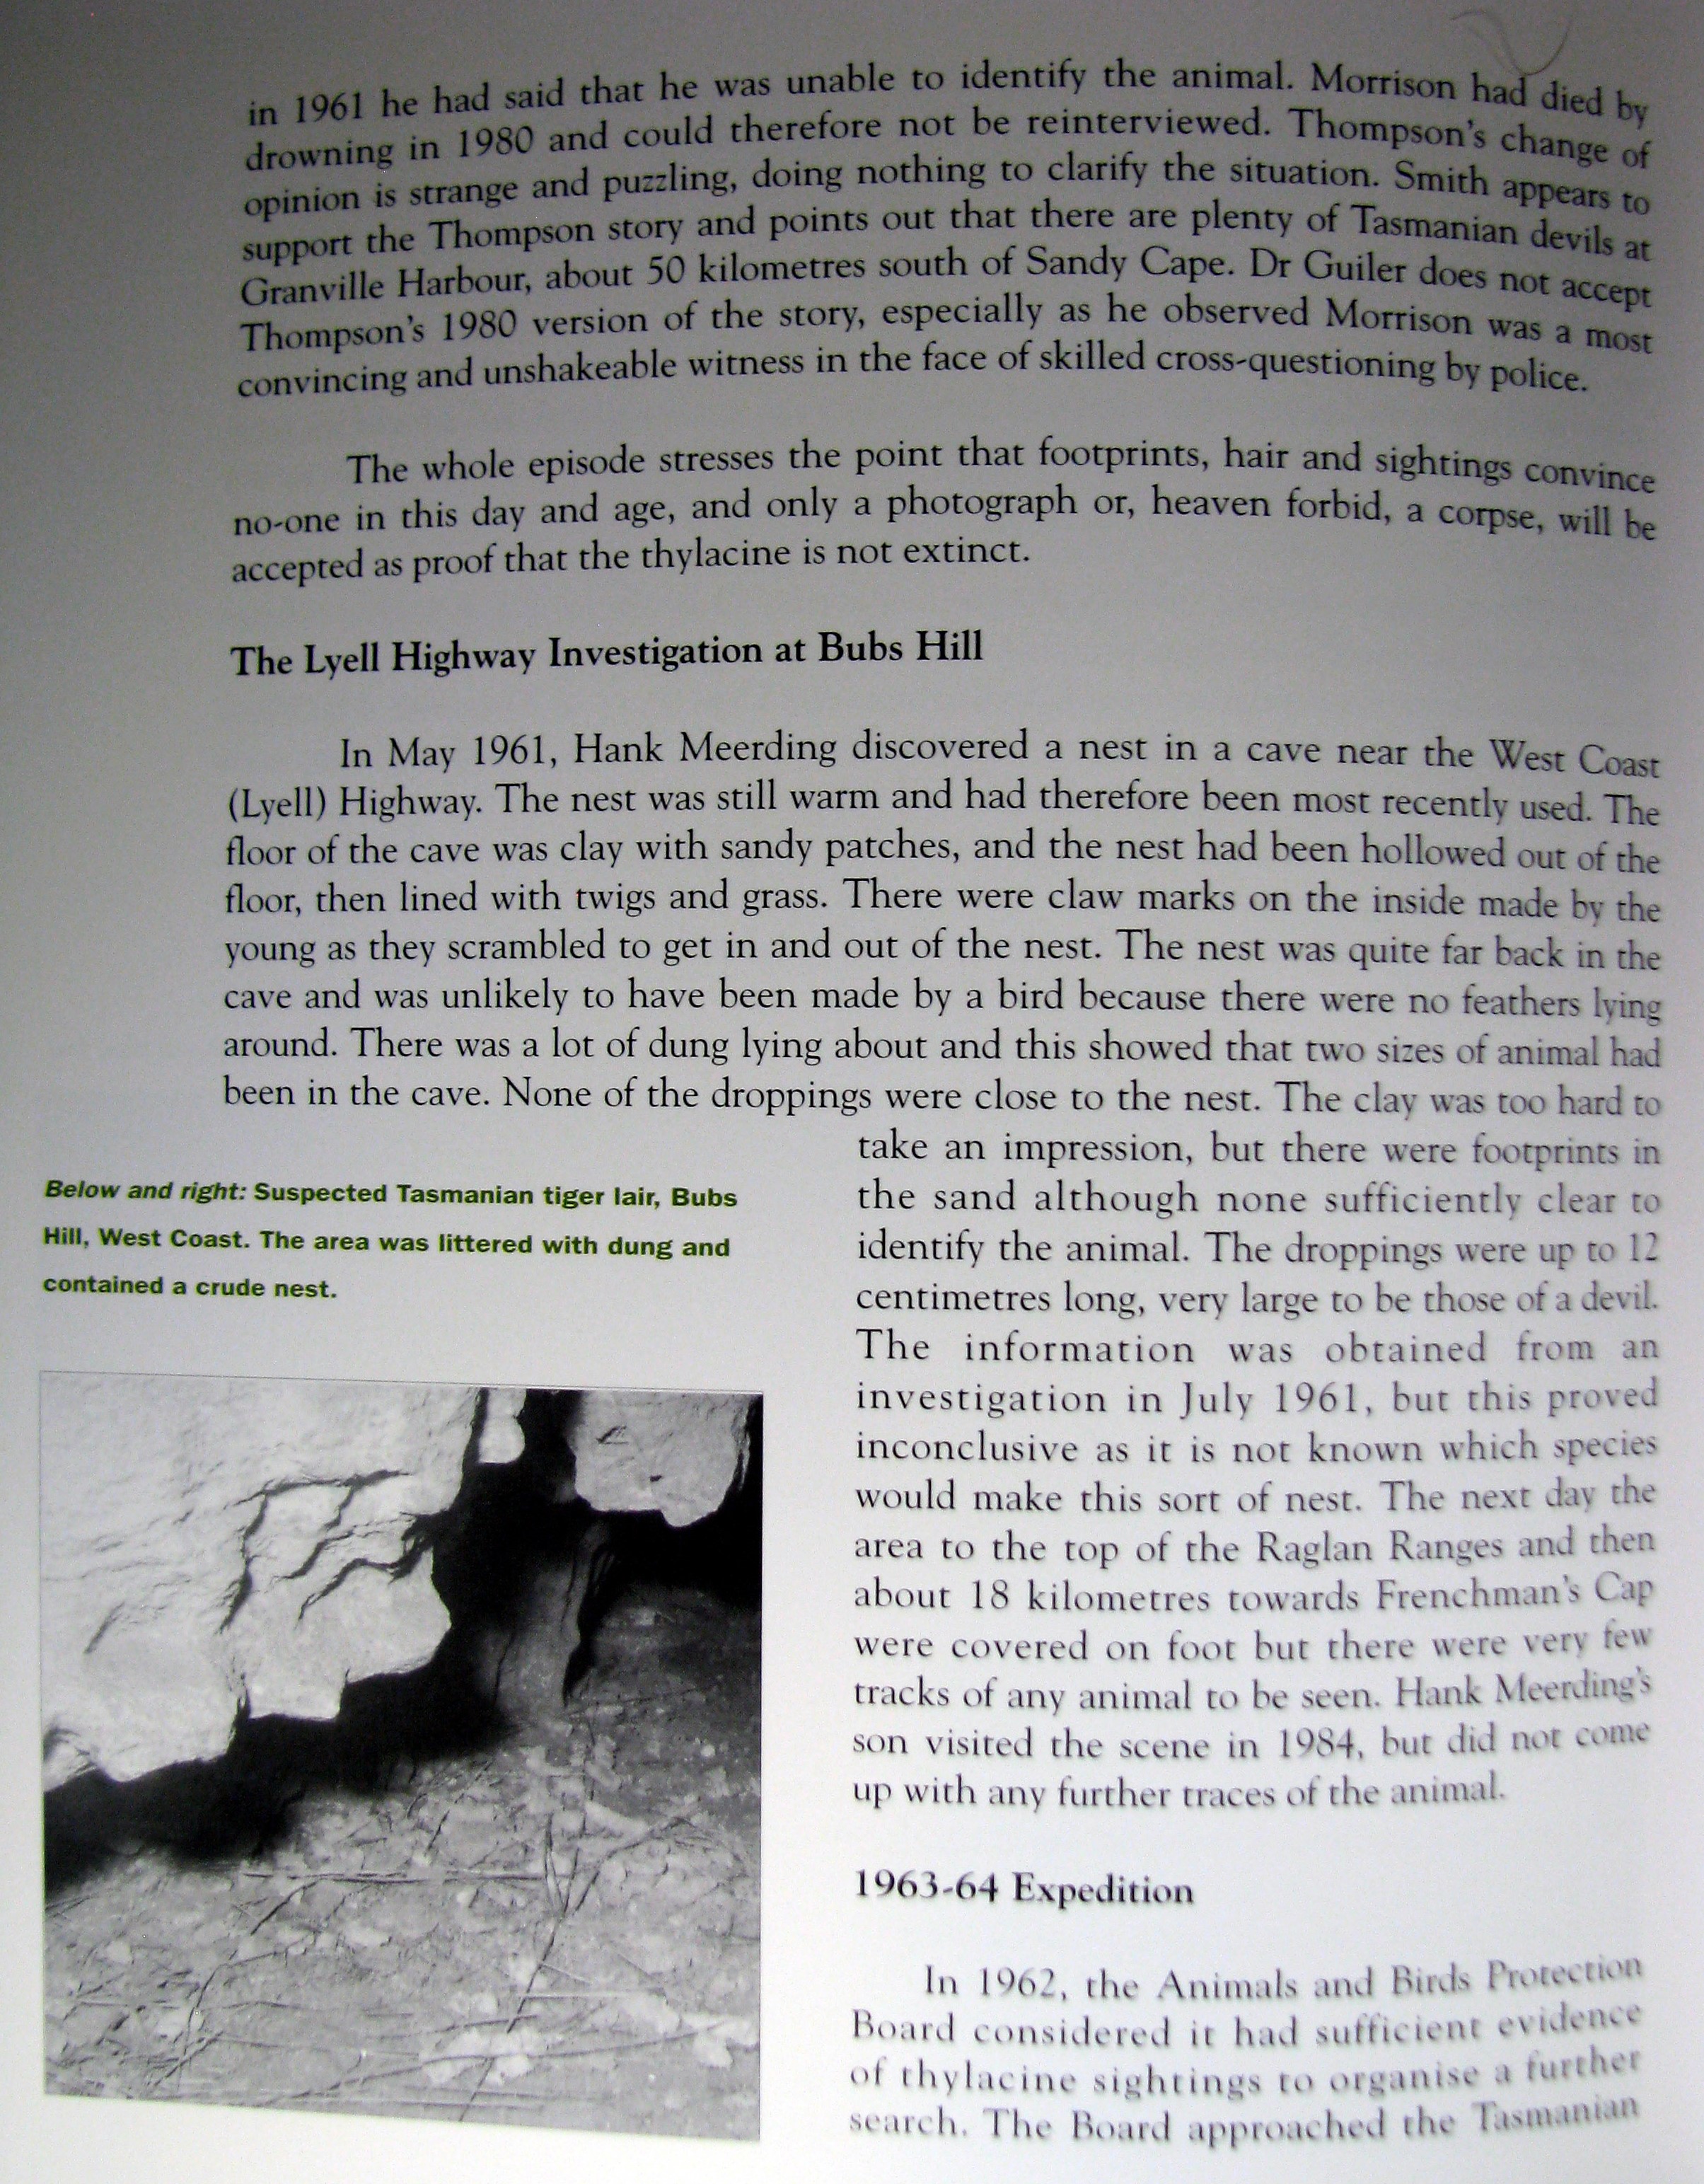 in 1961 he had said that he was unable to identify the animal. Morrison had died by
drowning in 1980 and could therefore not be reinterviewed. Thompson's change of
opinion is strange and puzzling, doing nothing to clarify the situation. Smith appears to
support the Thompson story and points out that there are plenty of Tasmanian devils at
Granville Harbour, about 50 kilometres south of Sandy Cape. Dr Guiler does not accept
Thompson's 1980 version of the story, especially as he observed Morrison was a most
convincing and unshakeable witness in the face of skilled cross-questioning by police.
The whole episode stresses the point that footprints, hair and sightings convince
no-one in this day and age, and only a photograph or, heaven forbid, a corpse, will be
accepted as proof that the thylacine is not extinct.
The Lyell Highway Investigation at Bubs Hill
In May 1961, Hank Meerding discovered a nest in a cave near the West Coast
(Lyell) Highway. The nest was still warm and had therefore been most recently used. The
floor of the cave was clay with sandy patches, and the nest had been hollowed out of the
floor, then lined with twigs and grass. There were claw marks on the inside made by the
young as they scrambled to get in and out of the nest. The nest was quite far back in the
cave and was unlikely to have been made by a bird because there were no feathers lying
around. There was a lot of dung lying about and this showed that two sizes of animal had
been in the cave. None of the droppings were close to the nest. The clay was too hard to
take an impression, but there were footprints in
the sand although none sufficiently clear to
identify the animal. The droppings were up to 12
centimetres long, very large to be those of a devil.
The information was obtained from an
investigation in July 1961, but this proved
inconclusive as it is not known which species
would make this sort of nest. The next day the
area to the top of the Raglan Ranges and then
about 18 kilometres towards Frenchman's Cap
were covered on foot but there were very few
tracks of any animal to be seen. Hank Meerding's
son visited the scene in 1984, but did not come
up with any further traces of the animal.
Below and right: Suspected Tasmanian tiger lair, Bubs
Hill, West Coast. The area was littered with dung and
contained a crude nest.
1963-64 Expedition
In 1962, the Animals and Birds Protection
Board considered it had sufficient evidence
of thylacine sightings to organise a further
search. The Board approached the Tasmanian